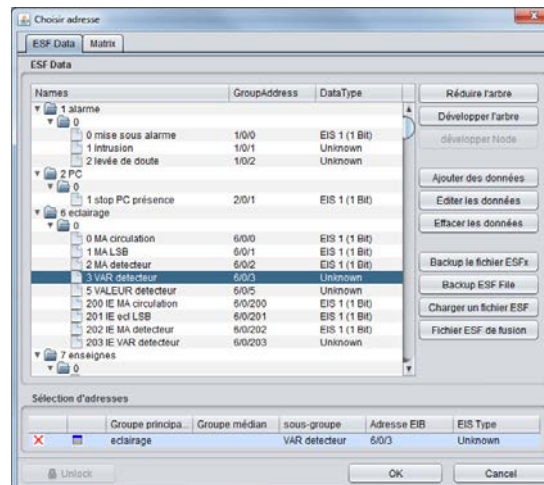 Choisir adresse
ESF Data Matrix
ESF Data
Names GroupAddress DataType
1 alarme
0
0 mise sous alarme 1/0/0 EIS 1 (1 Bit)
1 intrusion 1/0/1 Unknown
2 levée de doute 1/0/2 Unknown
2 PC
0
1 stop PC présence 2/0/1 EIS 1 (1 Bit)
6 eclairage
0
0 MA circulation 6/0/0 EIS 1 (1 Bit)
1 MA LSB 6/0/1 EIS 1 (1 Bit)
2 MA detecteur 6/0/2 EIS 1 (1 Bit)
3 VAR detecteur 6/0/3 Unknown
5 VALEUR detecteur 6/0/5 Unknown
200 IE MA circulation 6/0/200 EIS 1 (1 Bit)
201 IE ecl LSB 6/0/201 EIS 1 (1 Bit)
202 IE MA detecteur 6/0/202 EIS 1 (1 Bit)
203 IE VAR detecteur 6/0/203 Unknown
7 enseignes
0
Réduire l'arbre
Développer l'arbre
développer Node
Ajouter des données
Editer les données
Effacer les données
Backup le fichier ESFx
Backup ESF File
Charger un fichier ESF
Fichier ESF de fusion
Sélection d'adresses
Groupe principa... Groupe médian sous-groupe Adresse EIB EIS Type
eclairage VAR detecteur 6/0/3 Unknown
Unlock OK Cancel